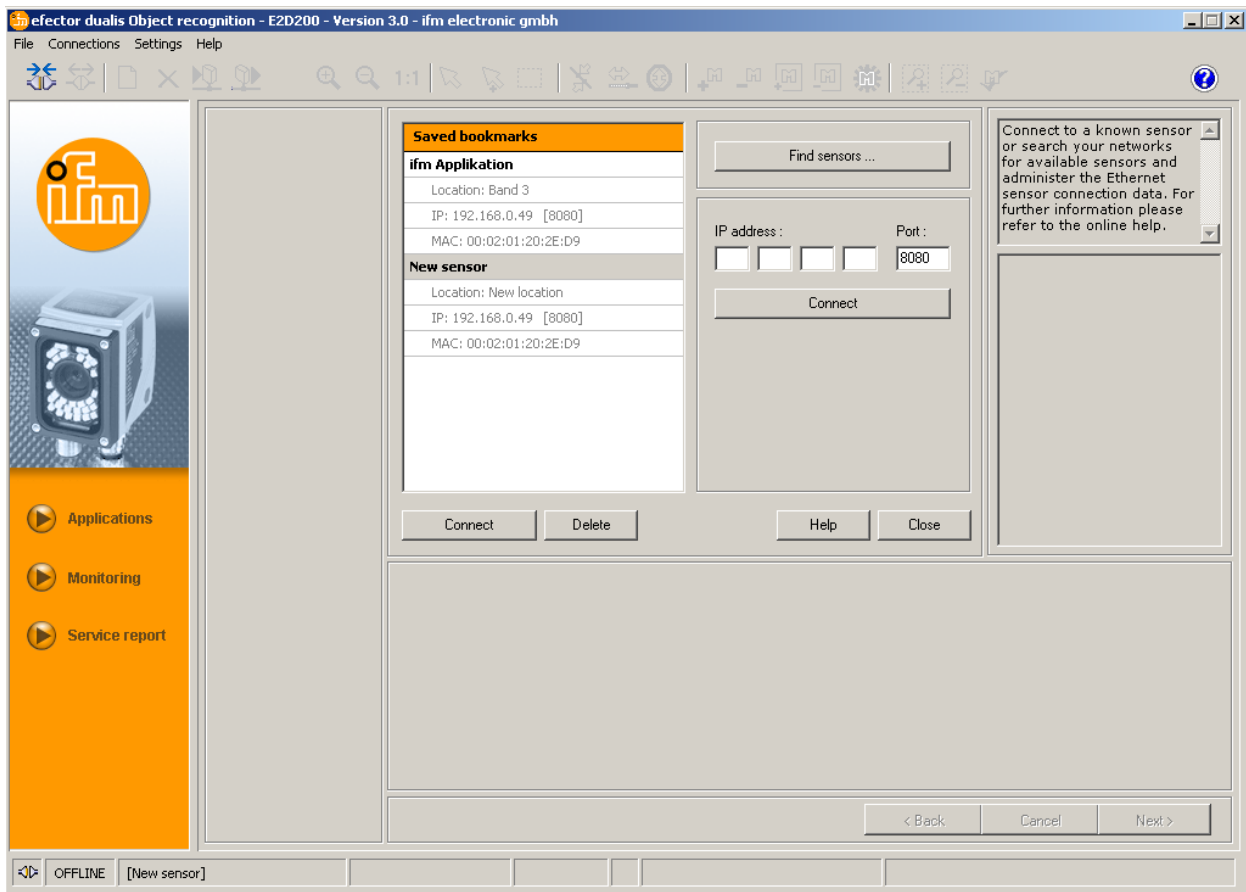 efector dualis Object recognition - E2D200 - Version 3.0 - ifm electronic gmbh
File Connections Settings Help
1:1
ifm
Applications
Monitoring
Service report
Saved bookmarks
ifm Applikation
Location: Band 3
IP: 192.168.0.49 [8080]
MAC: 00:02:01:20:2E:D9
New sensor
Location: New location
IP: 192.168.0.49 [8080]
MAC: 00:02:01:20:2E:D9
Connect Delete
Find sensors ...
IP address : Port :
8080
Connect
Help Close
Connect to a known sensor
or search your networks
for available sensors and
administer the Ethernet
sensor connection data. For
further information please
refer to the online help.
< Back Cancel Next >
OFFLINE [New sensor]